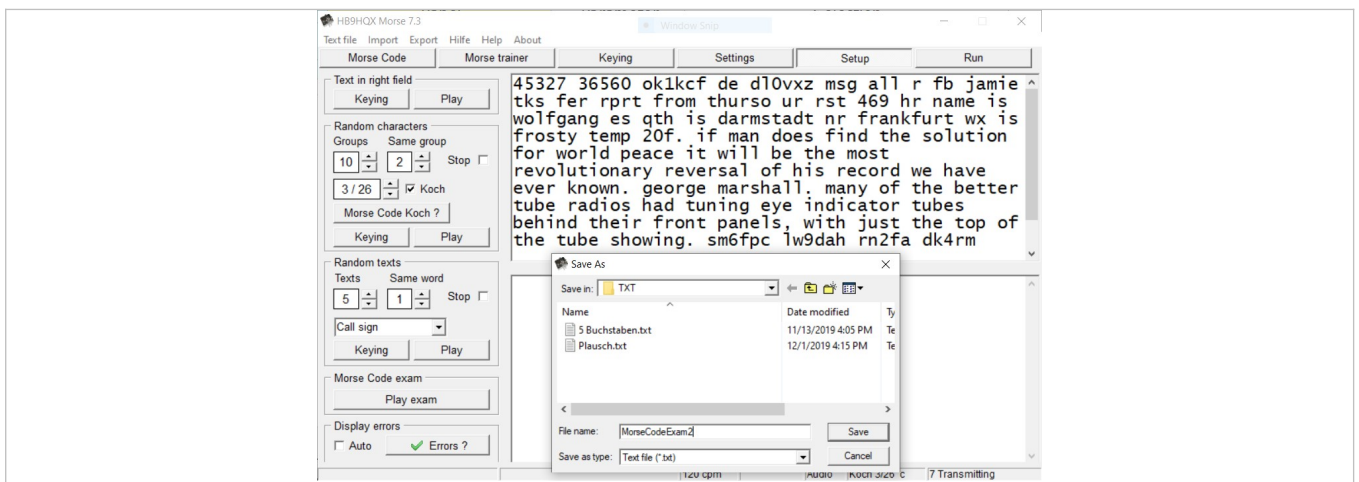 HB9HQX Morse 7.3
Window Snip
Text file Import Export Hilfe Help About
Morse Code Morse trainer Keying Settings Setup Run
Text in right field
Keying Play
Random characters
Groups Same group
10 2 Stop
3 / 26 Koch
Morse Code Koch ?
Keying Play
Random texts
Texts Same word
5 1 Stop
Call sign
Keying Play
Morse Code exam
Play exam
Display errors
Auto Errors ?
45327 36560 ok1kcf de dl0vxz msg all r fb jamie
tks fer rprt from thurso ur rst 469 hr name is
wolfgang es qth is darmstadt nr frankfurt wx is
frosty temp 20f. if man does find the solution
for world peace it will be the most
revolutionary reversal of his record we have
ever known. george marshall. many of the better
tube radios had tuning eye indicator tubes
behind their front panels, with just the top of
the tube showing. sm6fpc lw9dah rn2fa dk4rm
Save As
Save in: TXT
Name Date modified Ty
5 Buchstaben.txt 11/13/2019 4:05 PM Te
Plausch.txt 12/1/2019 4:15 PM Te
File name: MorseCodeExam2 Save
Save as type: Text file (*.txt) Cancel
120 cpm Audio Koch 3/26 c 7 Transmitting